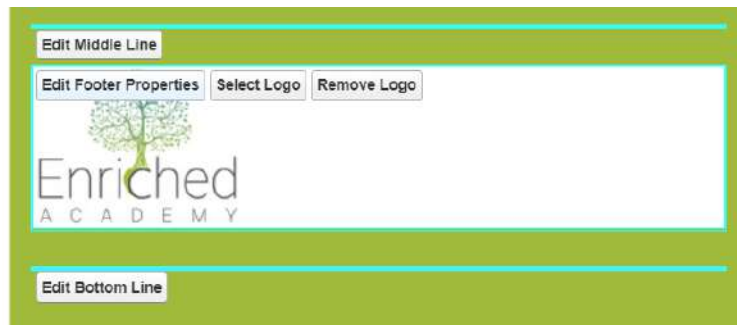 Edit Middle Line
Edit Footer Properties Select Logo Remove Logo
Enriched
ACADEMY
Edit Bottom Line